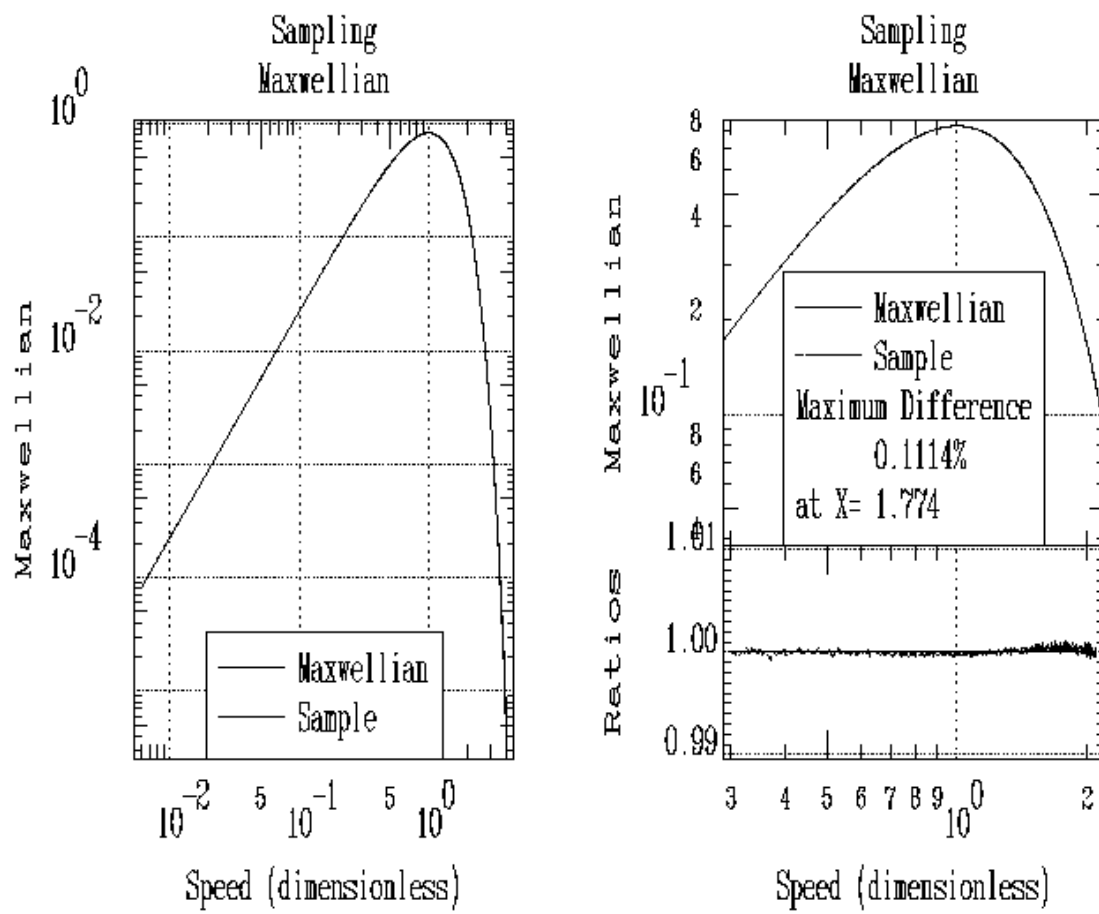 Sampling
Maxwellian
10^0
10^-2
10^-4
Maxwellian
Maxwellian
Sample
10^-2 5 10^-1 5 10^0
Speed (dimensionless)
Sampling
Maxwellian
8
6
4
2
10^-1
8
6
Maxwellian
Maxwellian
Sample
Maximum Difference
0.1114%
at X= 1.774
1.01
1.00
0.99
Ratios
3 4 5 6 7 8 9 10^0 2
Speed (dimensionless)